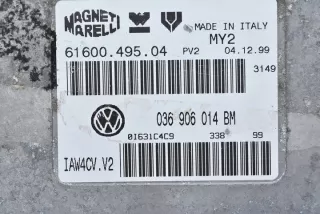 MAGNETI MARELLI MADE IN ITALY
MY2
61600.495.04 PV2 04.12.99
3149
036 906 014 BM
0I631C4C9 338 99
IAW4CV.V2